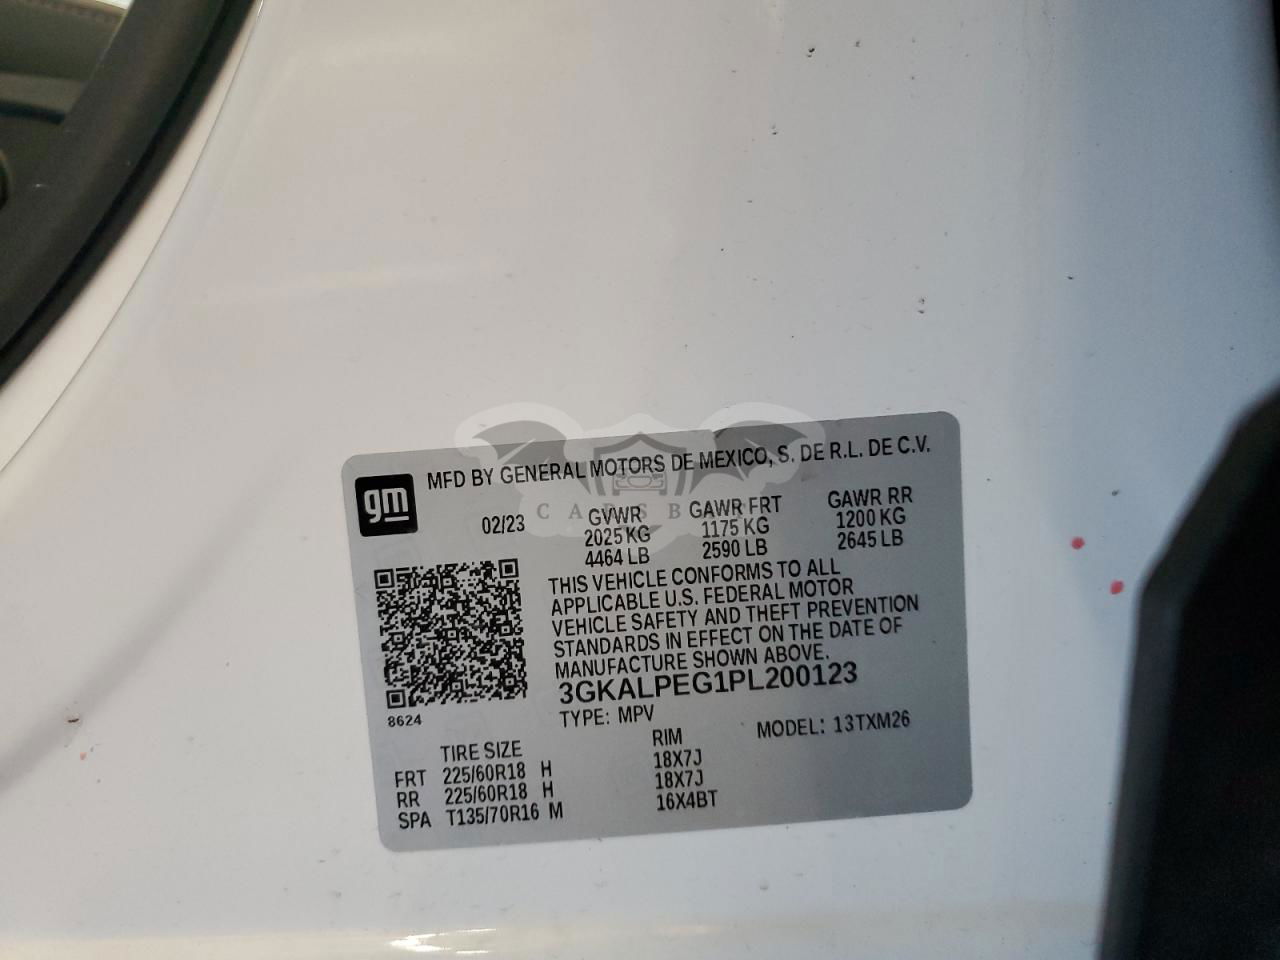 gm
MFD BY GENERAL MOTORS DE MEXICO, S. DE R.L. DE C.V.
02/23 GVWR GAWR FRT GAWR RR
2025 KG 1175 KG 1200 KG
4464 LB 2590 LB 2645 LB
THIS VEHICLE CONFORMS TO ALL
APPLICABLE U.S. FEDERAL MOTOR
VEHICLE SAFETY AND THEFT PREVENTION
STANDARDS IN EFFECT ON THE DATE OF
MANUFACTURE SHOWN ABOVE.
3GKALPEG1PL200123
8624
TYPE: MPV MODEL: 13TXM26
TIRE SIZE RIM
FRT 225/60R18 H 18X7J
RR 225/60R18 H 18X7J
SPA T135/70R16 M 16X4BT